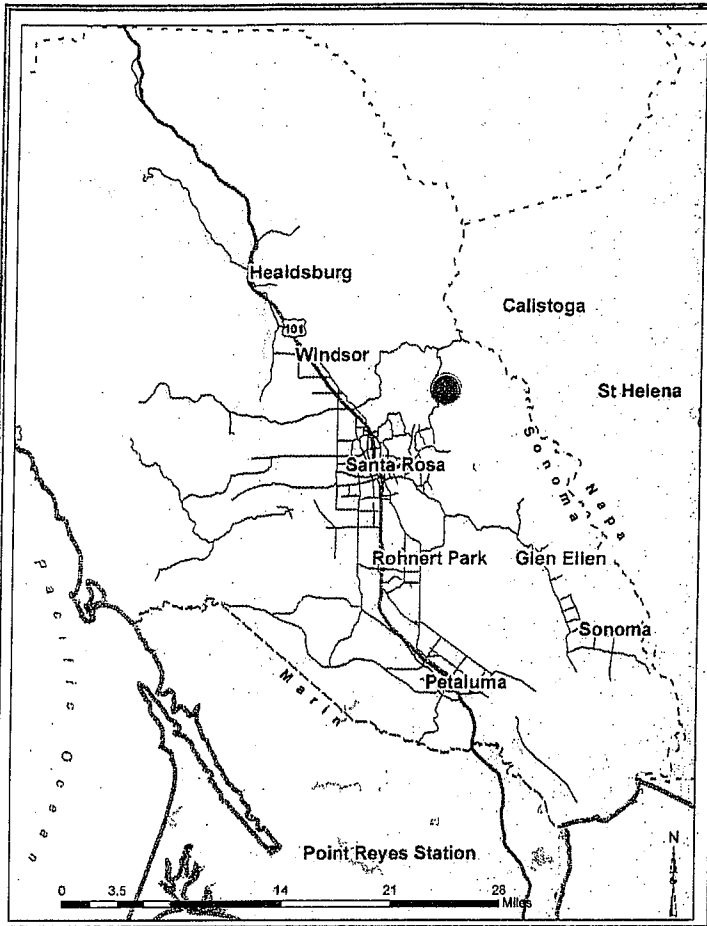 Healdsburg
Calistoga
101
Windsor
St Helena
Santa Rosa
Sonoma
Napa
Rohnert Park
Glen Ellen
Pacific Ocean
Sonoma
Petaluma
Marin
N
Point Reyes Station
0 3.5 7 14 21 28
Miles